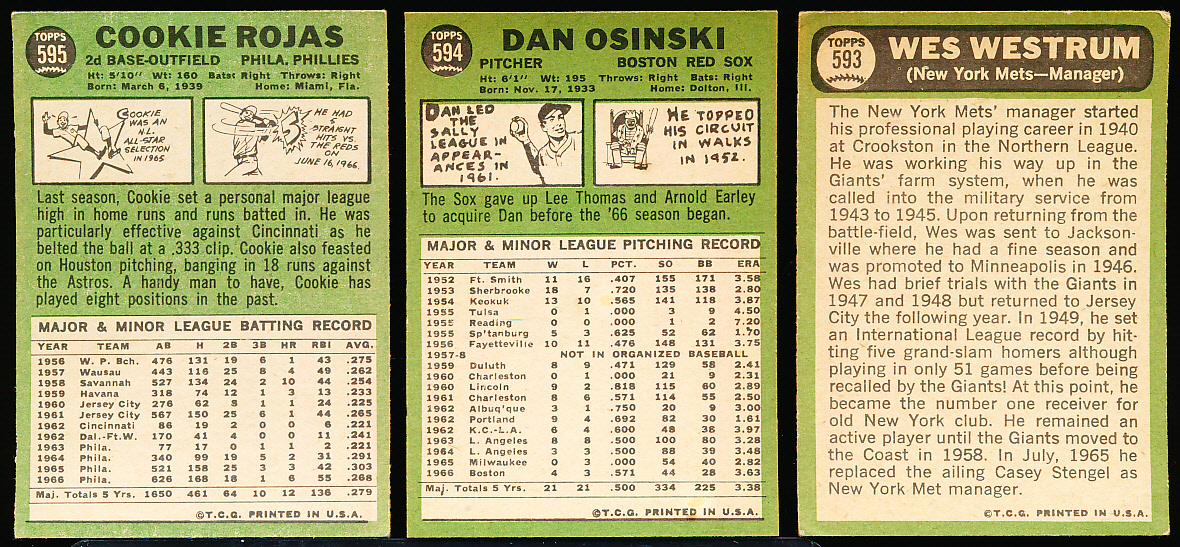 TOPPS
595
COOKIE ROJAS
2d BASE-OUTFIELD PHILA. PHILLIES
Ht: 5'10" Wt: 160 Bats: Right Throws: Right
Born: March 6, 1939 Home: Miami, Fla.
COOKIE
WAS AN
N.L.
ALL-STAR
SELECTION
IN 1965
HE HAD
STRAIGHT
HITS VS.
THE REDS
ON
JUNE 16, 1966.
Last season, Cookie set a personal major league
high in home runs and runs batted in. He was
particularly effective against Cincinnati as he
belted the ball at a .333 clip. Cookie also feasted
on Houston pitching, banging in 18 runs against
the Astros. A handy man to have, Cookie has
played eight positions in the past.
MAJOR & MINOR LEAGUE BATTING RECORD
YEAR TEAM AB H 2B 3B HR RBI AVG.
1956 W. P. Bch. 476 131 19 6 1 43 .275
1957 Wausau 443 116 25 8 4 49 .262
1958 Savannah 527 134 24 2 10 44 .254
1959 Havana 318 74 12 1 3 13 .233
1960 Jersey City 276 62 8 1 1 24 .225
1961 Jersey City 567 150 25 6 1 44 .265
1962 Cincinnati 86 19 2 0 0 6 .221
1962 Dal.-Ft.W. 170 41 4 0 0 11 .241
1963 Phila. 77 17 0 1 1 2 .221
1964 Phila. 340 99 19 5 2 31 .291
1965 Phila. 521 158 25 3 3 42 .303
1966 Phila. 626 168 18 1 6 55 .268
Maj. Totals 5 Yrs. 1650 461 64 10 12 136 .279
©T.C.G. PRINTED IN U.S.A.
TOPPS
594
DAN OSINSKI
PITCHER BOSTON RED SOX
Ht: 6'1" Wt: 195 Throws: Right Bats: Right
Born: Nov. 17, 1933 Home: Dolton, Ill.
DAN LED
THE
SALLY
LEAGUE IN
APPEAR-
ANCES IN
1961.
HE TOPPED
HIS CIRCUIT
IN WALKS
IN 1952.
The Sox gave up Lee Thomas and Arnold Earley
to acquire Dan before the '66 season began.
MAJOR & MINOR LEAGUE PITCHING RECORD
YEAR TEAM W L PCT. SO BB ERA
1952 Ft. Smith 11 16 .407 155 171 3.58
1953 Sherbrooke 18 7 .720 135 138 2.80
1954 Keokuk 13 10 .565 141 118 3.87
1955 Tulsa 0 1 .000 3 9 4.50
1955 Reading 0 0 .000 1 2 7.20
1955 Sp'tanburg 5 3 .625 52 62 1.70
1956 Fayetteville 10 11 .476 148 131 3.75
1957-8 NOT IN ORGANIZED BASEBALL
1959 Duluth 8 9 .471 129 58 2.41
1960 Charleston 0 1 .000 21 9 2.31
1960 Lincoln 9 2 .818 115 60 2.89
1961 Charleston 8 6 .571 114 55 2.50
1962 Albuq'que 3 1 .750 20 9 3.00
1962 Portland 9 4 .692 82 30 1.61
1962 K.C.-L.A. 6 4 .600 48 38 3.97
1963 L. Angeles 8 8 .500 100 80 3.28
1964 L. Angeles 3 3 .500 88 39 3.48
1965 Milwaukee 0 3 .000 54 40 2.82
1966 Boston 4 3 .571 44 28 3.63
Maj. Totals 5 Yrs. 21 21 .500 334 225 3.38
©T.C.G. PRINTED IN U.S.A.
TOPPS
593
WES WESTRUM
(New York Mets—Manager)
The New York Mets' manager started
his professional playing career in 1940
at Crookston in the Northern League.
He was working his way up in the
Giants' farm system, when he was
called into the military service from
1943 to 1945. Upon returning from the
battle-field, Wes was sent to Jackson-
ville where he had a fine season and
was promoted to Minneapolis in 1946.
Wes had brief trials with the Giants in
1947 and 1948 but returned to Jersey
City the following year. In 1949, he set
an International League record by hit-
ting five grand-slam homers although
playing in only 51 games before being
recalled by the Giants! At this point, he
became the number one receiver for
old New York club. He remained an
active player until the Giants moved to
the Coast in 1958. In July, 1965 he
replaced the ailing Casey Stengel as
New York Met manager.
©T.C.G. PRINTED IN U.S.A.